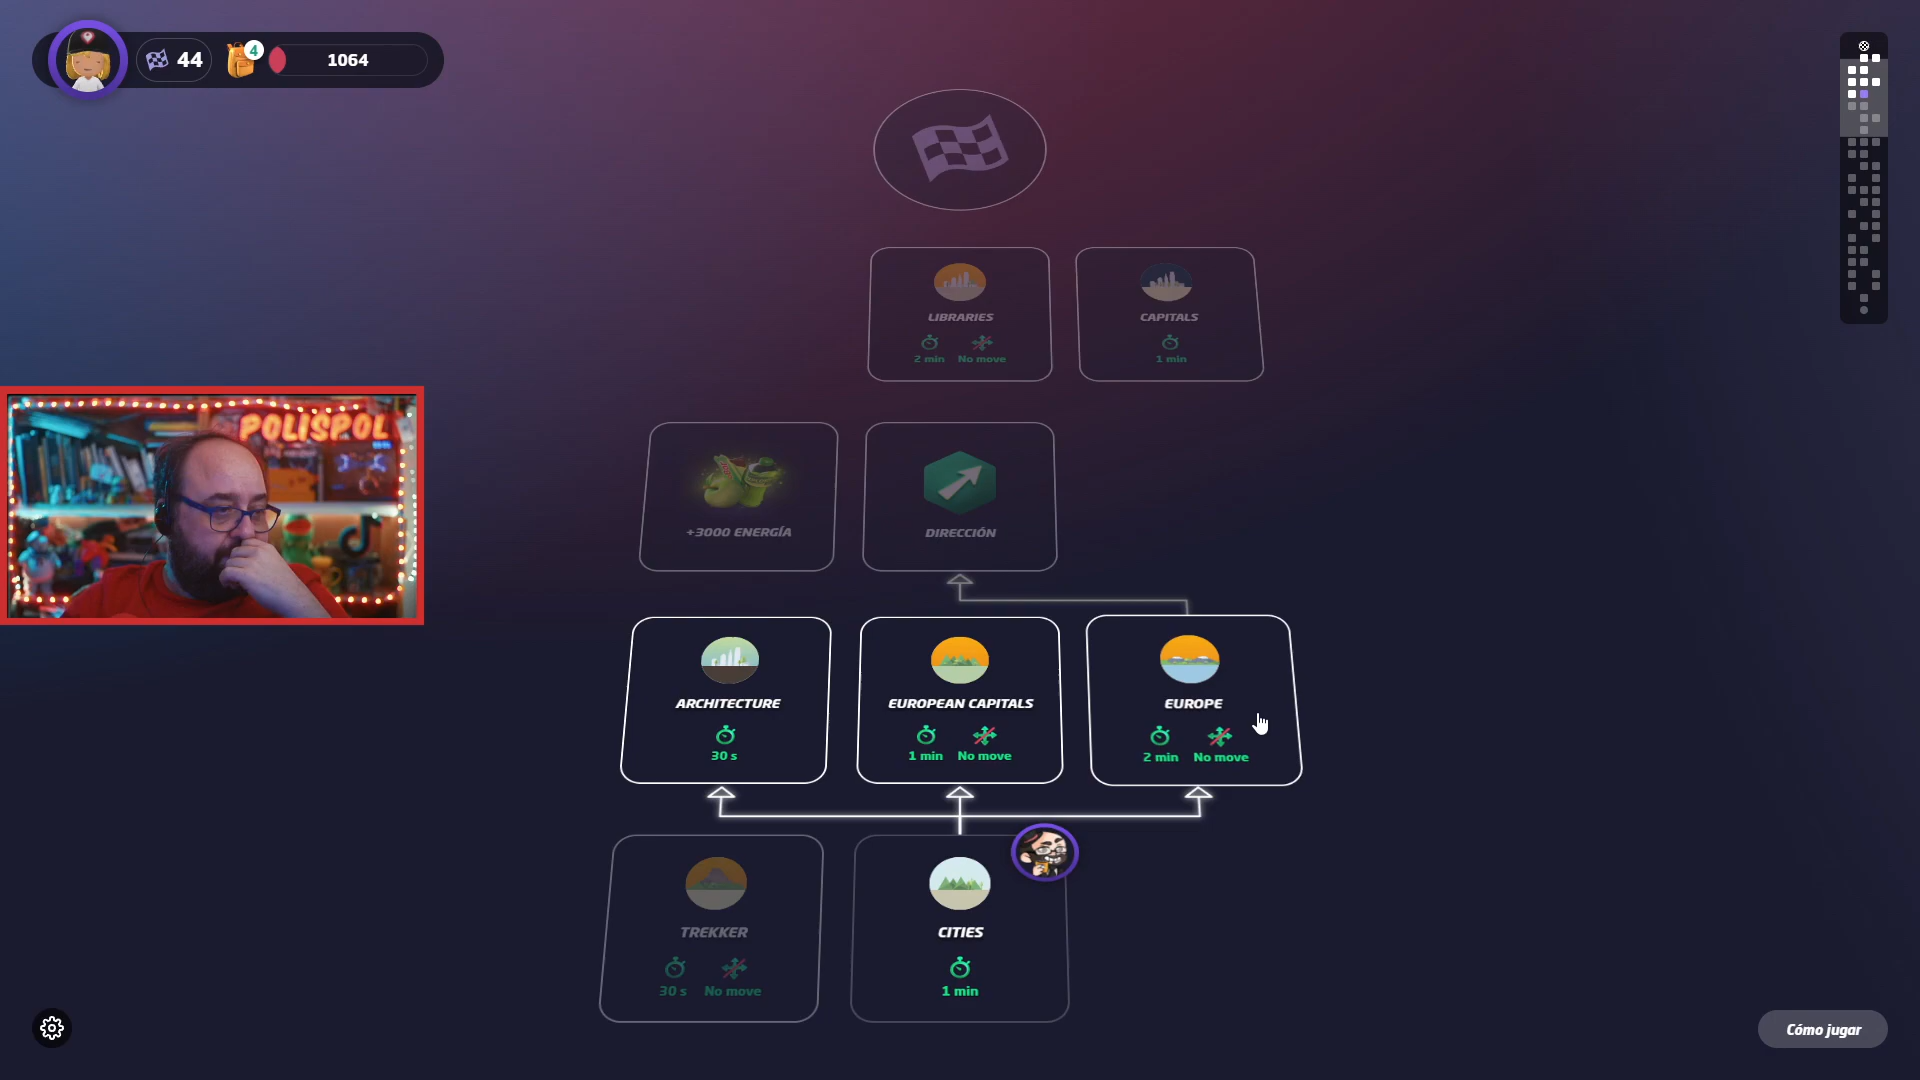 44
4
1064
LIBRARIES
2 min
No move
CAPITALS
1 min
POLISPOL
+3000 ENERGÍA
DIRECCIÓN
ARCHITECTURE
30 s
EUROPEAN CAPITALS
1 min
No move
EUROPE
2 min
No move
TREKKER
30 s
No move
CITIES
1 min
Cómo jugar